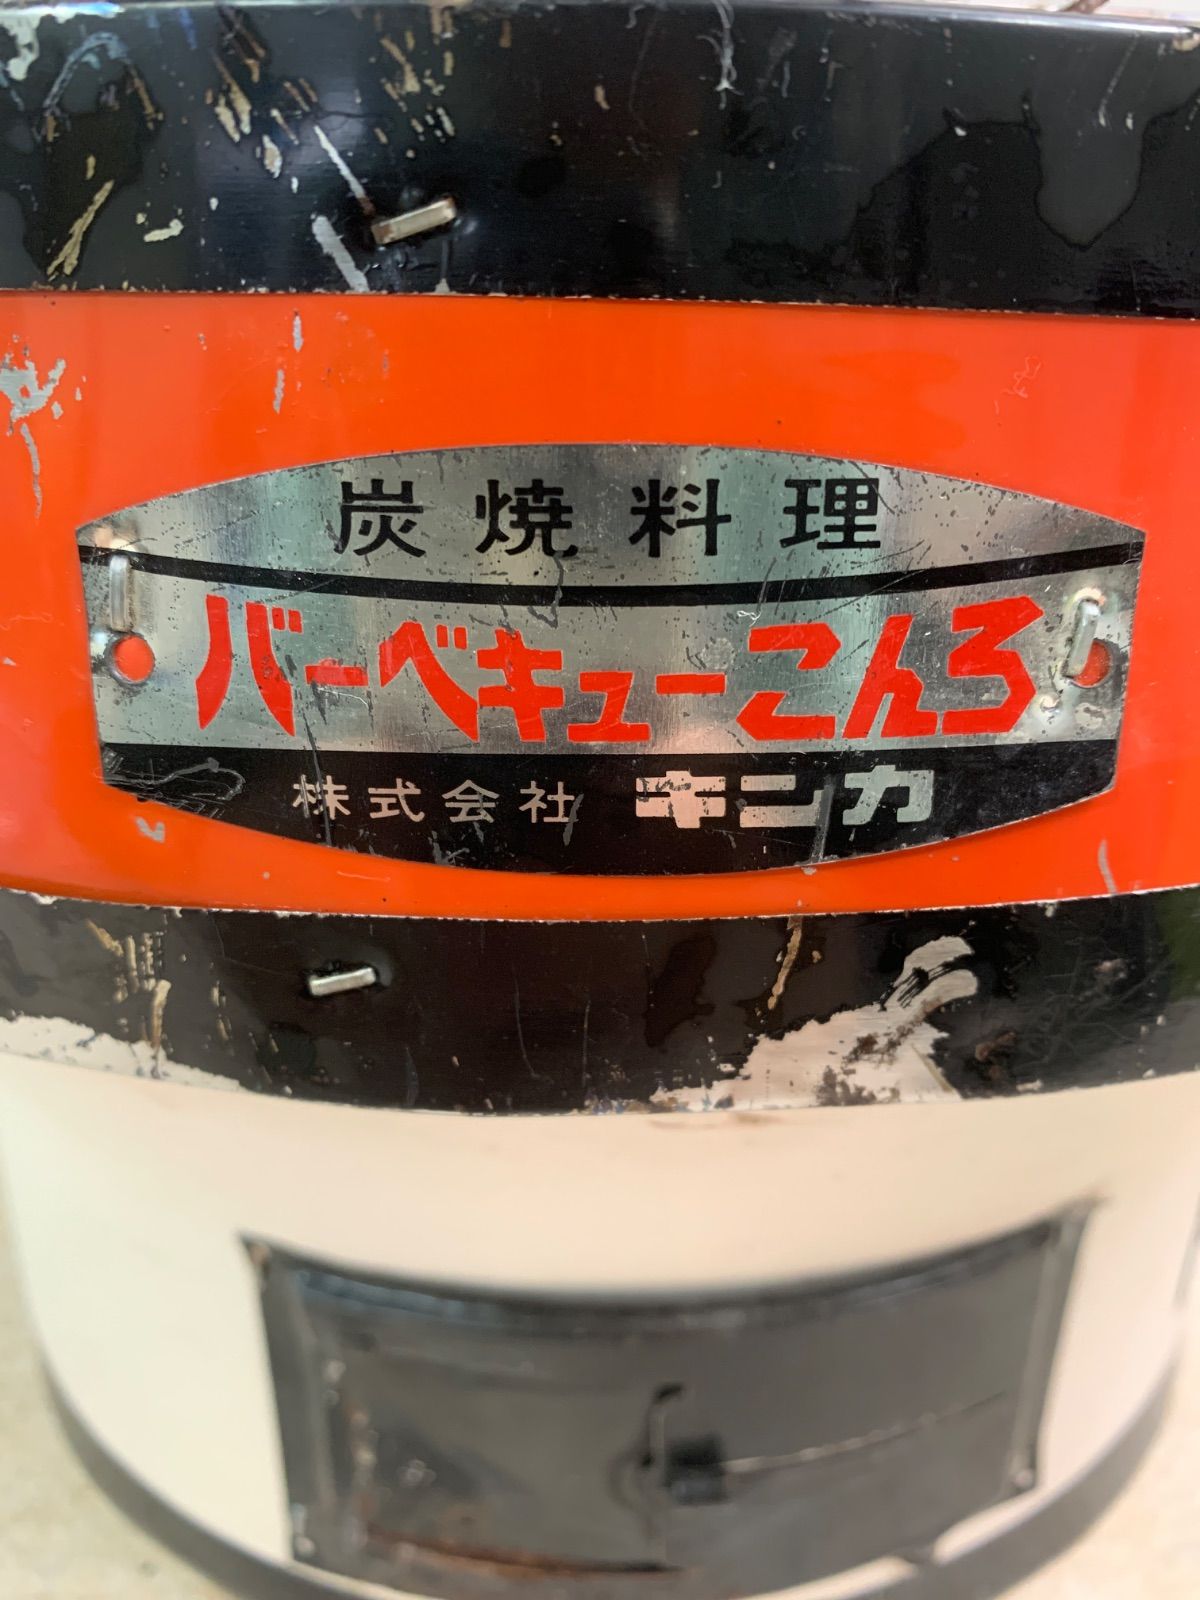 炭焼料理
バーベキューこんろ
株式会社 キンカ